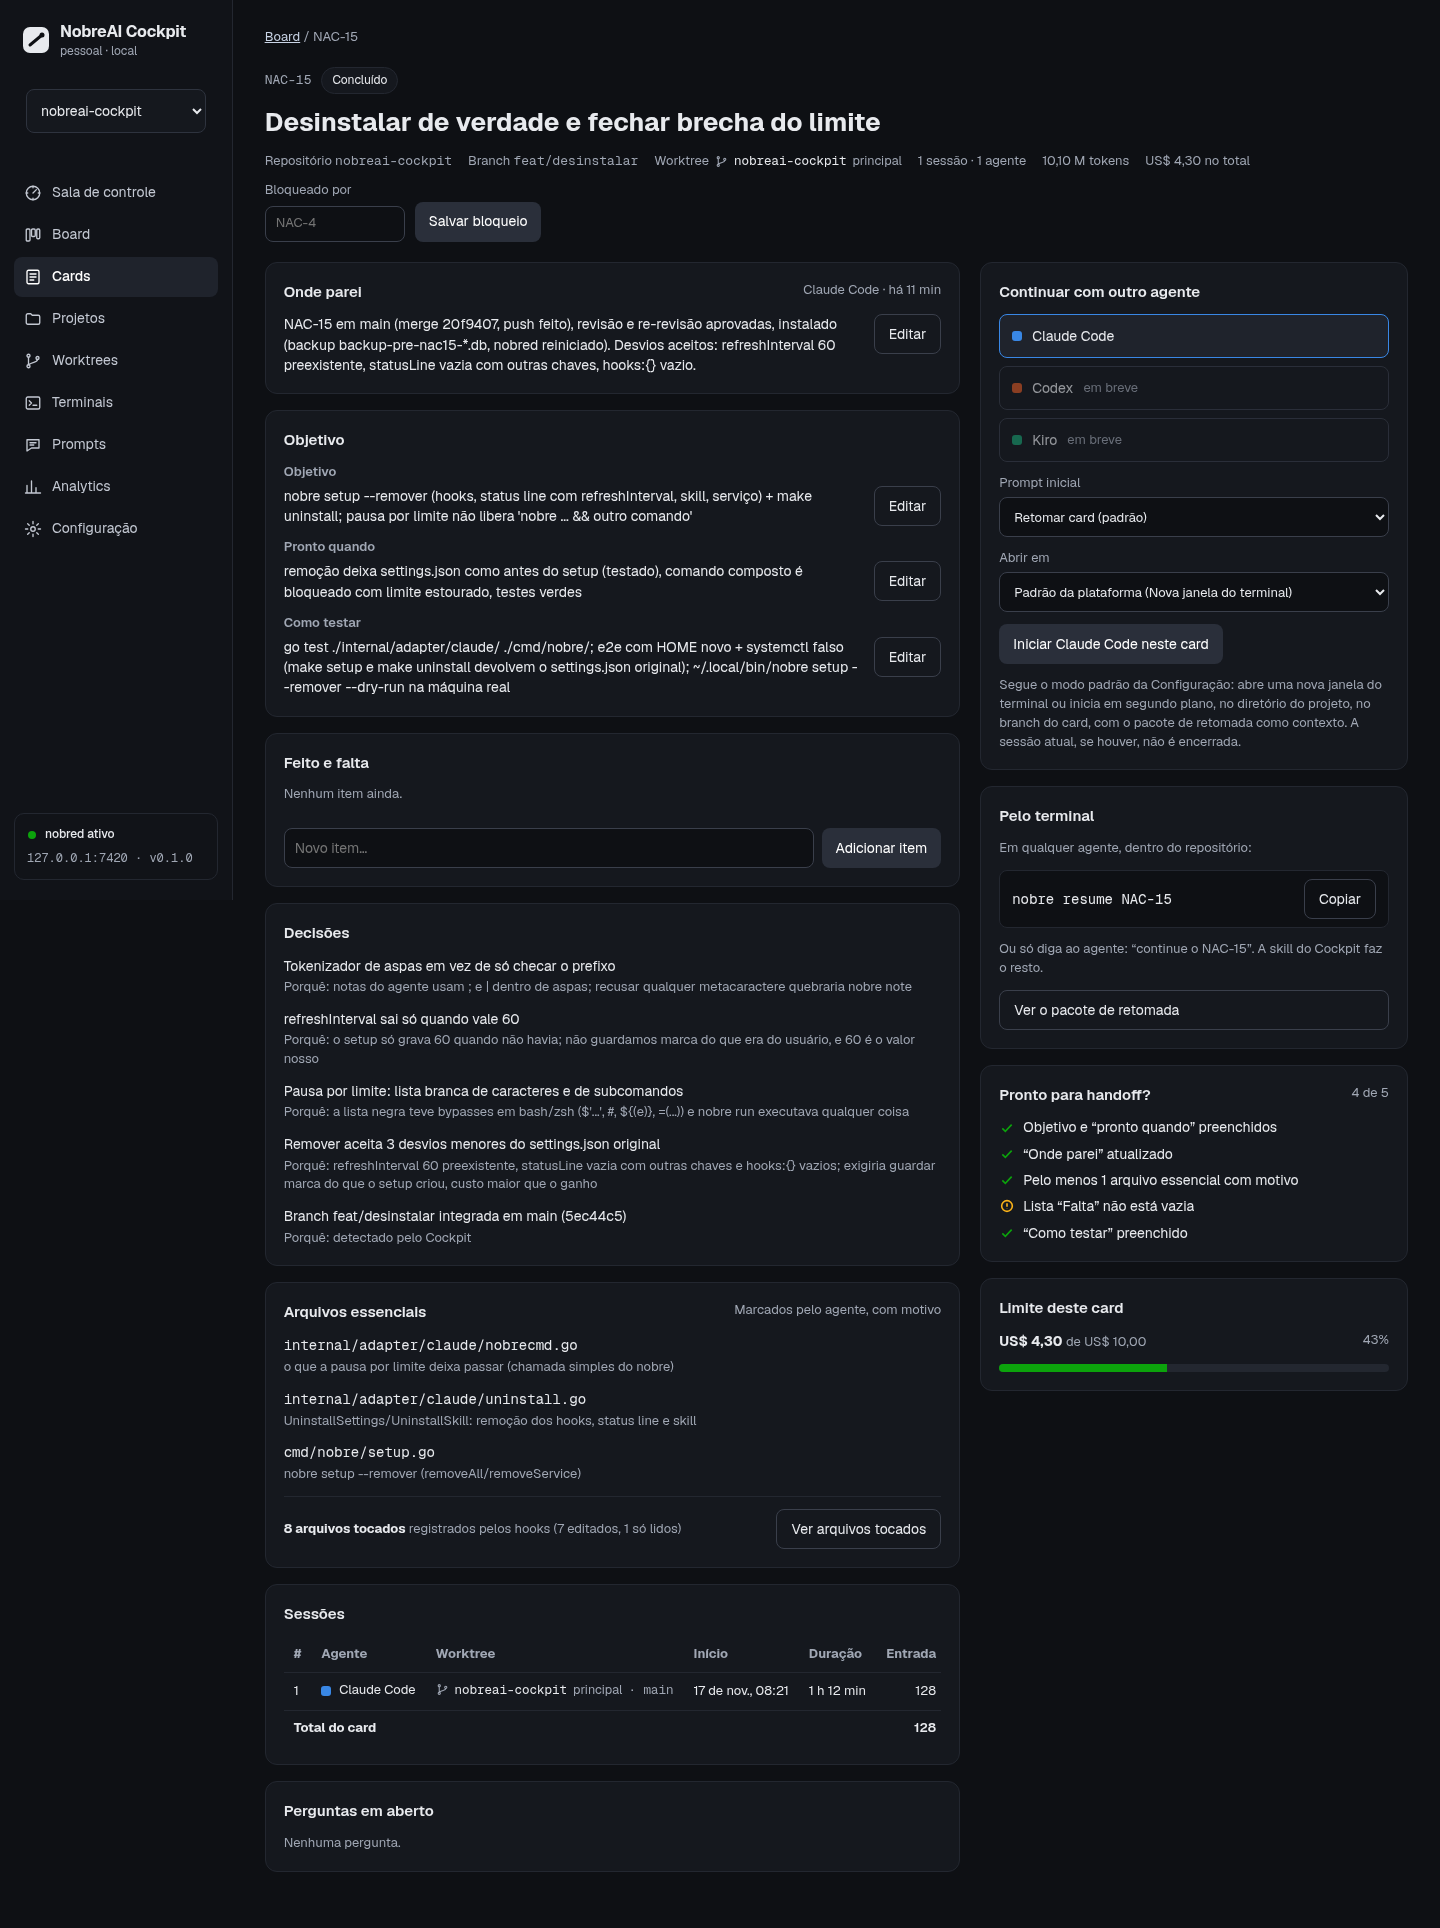 NobreAI Cockpit
pessoal · local
nobreai-cockpit
Sala de controle
Board
Cards
Projetos
Worktrees
Terminais
Prompts
Analytics
Configuração
nobred ativo
127.0.0.1:7420 · v0.1.0
Board / NAC-15
NAC-15 Concluído
Desinstalar de verdade e fechar brecha do limite
Repositório nobreai-cockpit Branch feat/desinstalar Worktree nobreai-cockpit principal 1 sessão · 1 agente 10,10 M tokens US$ 4,30 no total
Bloqueado por
NAC-4 Salvar bloqueio
Onde parei
Claude Code · há 11 min
NAC-15 em main (merge 20f9407, push feito), revisão e re-revisão aprovadas, instalado
(backup backup-pre-nac15-*.db, nobred reiniciado). Desvios aceitos: refreshInterval 60
preexistente, statusLine vazia com outras chaves, hooks:{} vazio.
Editar
Objetivo
Objetivo
nobre setup --remover (hooks, status line com refreshInterval, skill, serviço) + make
uninstall; pausa por limite não libera 'nobre … && outro comando'
Editar
Pronto quando
remoção deixa settings.json como antes do setup (testado), comando composto é
bloqueado com limite estourado, testes verdes
Editar
Como testar
go test ./internal/adapter/claude/ ./cmd/nobre/; e2e com HOME novo + systemctl falso
(make setup e make uninstall devolvem o settings.json original); ~/.local/bin/nobre setup -
-remover --dry-run na máquina real
Editar
Feito e falta
Nenhum item ainda.
Novo item…
Adicionar item
Decisões
Tokenizador de aspas em vez de só checar o prefixo
Porquê: notas do agente usam ; e | dentro de aspas; recusar qualquer metacaractere quebraria nobre note
refreshInterval sai só quando vale 60
Porquê: o setup só grava 60 quando não havia; não guardamos marca do que era do usuário, e 60 é o valor
nosso
Pausa por limite: lista branca de caracteres e de subcomandos
Porquê: a lista negra teve bypasses em bash/zsh ($'…', #, ${(e)}, =(…)) e nobre run executava qualquer coisa
Remover aceita 3 desvios menores do settings.json original
Porquê: refreshInterval 60 preexistente, statusLine vazia com outras chaves e hooks:{} vazios; exigiria guardar
marca do que o setup criou, custo maior que o ganho
Branch feat/desinstalar integrada em main (5ec44c5)
Porquê: detectado pelo Cockpit
Arquivos essenciais
Marcados pelo agente, com motivo
internal/adapter/claude/nobrecmd.go
o que a pausa por limite deixa passar (chamada simples do nobre)
internal/adapter/claude/uninstall.go
UninstallSettings/UninstallSkill: remoção dos hooks, status line e skill
cmd/nobre/setup.go
nobre setup --remover (removeAll/removeService)
8 arquivos tocados registrados pelos hooks (7 editados, 1 só lidos)
Ver arquivos tocados
Sessões
# Agente Worktree Início Duração Entrada
1 Claude Code nobreai-cockpit principal · main 17 de nov., 08:21 1 h 12 min 128
Total do card 128
Perguntas em aberto
Nenhuma pergunta.
Continuar com outro agente
Claude Code
Codex em breve
Kiro em breve
Prompt inicial
Retomar card (padrão)
Abrir em
Padrão da plataforma (Nova janela do terminal)
Iniciar Claude Code neste card
Segue o modo padrão da Configuração: abre uma nova janela do
terminal ou inicia em segundo plano, no diretório do projeto, no
branch do card, com o pacote de retomada como contexto. A
sessão atual, se houver, não é encerrada.
Pelo terminal
Em qualquer agente, dentro do repositório:
nobre resume NAC-15
Copiar
Ou só diga ao agente: “continue o NAC-15”. A skill do Cockpit faz
o resto.
Ver o pacote de retomada
Pronto para handoff?
4 de 5
Objetivo e “pronto quando” preenchidos
“Onde parei” atualizado
Pelo menos 1 arquivo essencial com motivo
Lista “Falta” não está vazia
“Como testar” preenchido
Limite deste card
US$ 4,30 de US$ 10,00
43%